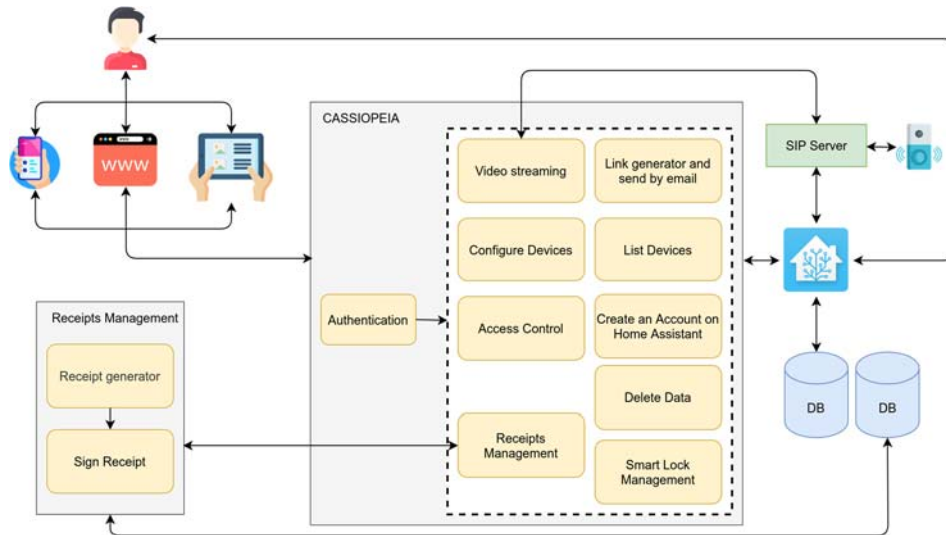 CASSIOPEIA
WWW
Video streaming
Link generator and
send by email
SIP Server
Configure Devices
List Devices
Authentication
Access Control
Create an Account on
Home Assistant
Receipts Management
Receipt generator
Sign Receipt
Delete Data
Receipts
Management
Smart Lock
Management
DB
DB